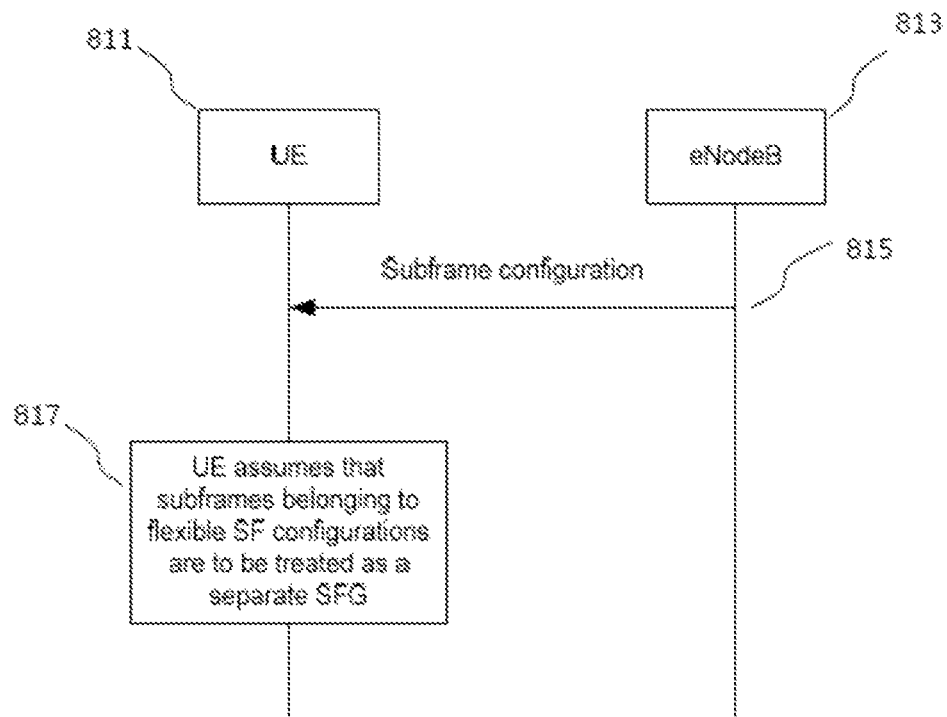 811
813
UE
eNodeB
815
Subframe configuration
817
UE assumes that
subframes belonging to
flexible SF configurations
are to be treated as a
separate SFG